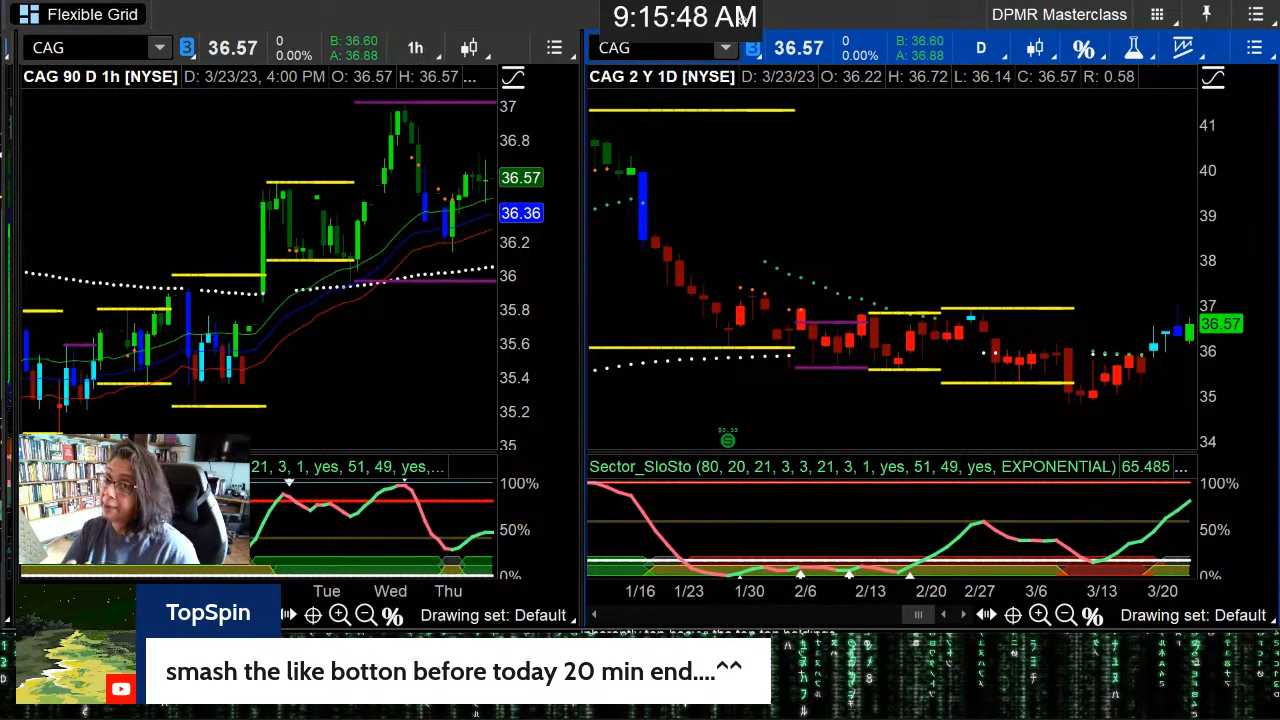 Flexible Grid
9:15:48 AM
DPMR Masterclass
CAG
3
36.57
0
0.00%
B: 36.60
A: 36.88
1h
CAG
3
36.57
0
0.00%
B: 36.60
A: 36.88
D
%
CAG 90 D 1h [NYSE]
D: 3/23/23, 4:00 PM
O: 36.57
H: 36.57
...
CAG 2 Y 1D [NYSE]
D: 3/23/23
O: 36.22
H: 36.72
L: 36.14
C: 36.57
R: 0.58
37
36.8
36.57
36.36
36.2
36
35.8
35.6
35.4
35.2
35
41
40
39
38
37
36.57
36
35
34
$0.33
S
21, 3, 1, yes, 51, 49, yes,...
100%
50%
0%
Sector_SloSto (80, 20, 21, 3, 3, 21, 3, 1, yes, 51, 49, yes, EXPONENTIAL)
65.485
...
100%
50%
0%
Tue
Wed
Thu
1/16
1/23
1/30
2/6
2/13
2/20
2/27
3/6
3/13
3/20
%
Drawing set: Default
%
Drawing set: Default
TopSpin
smash the like botton before today 20 min end....^^